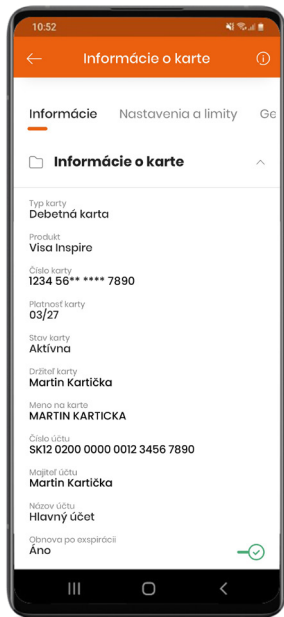 10:52
Informácie o karte
Informácie Nastavenia a limity Ge
Informácie o karte
Typ karty
Debetná karta
Produkt
Visa Inspire
Číslo karty
1234 56** **** 7890
Platnosť karty
03/27
Stav karty
Aktívna
Držiteľ karty
Martin Kartička
Meno na karte
MARTIN KARTICKA
Číslo účtu
SK12 0200 0000 0012 3456 7890
Majiteľ účtu
Martin Kartička
Názov účtu
Hlavný účet
Obnova po exspirácii
Áno